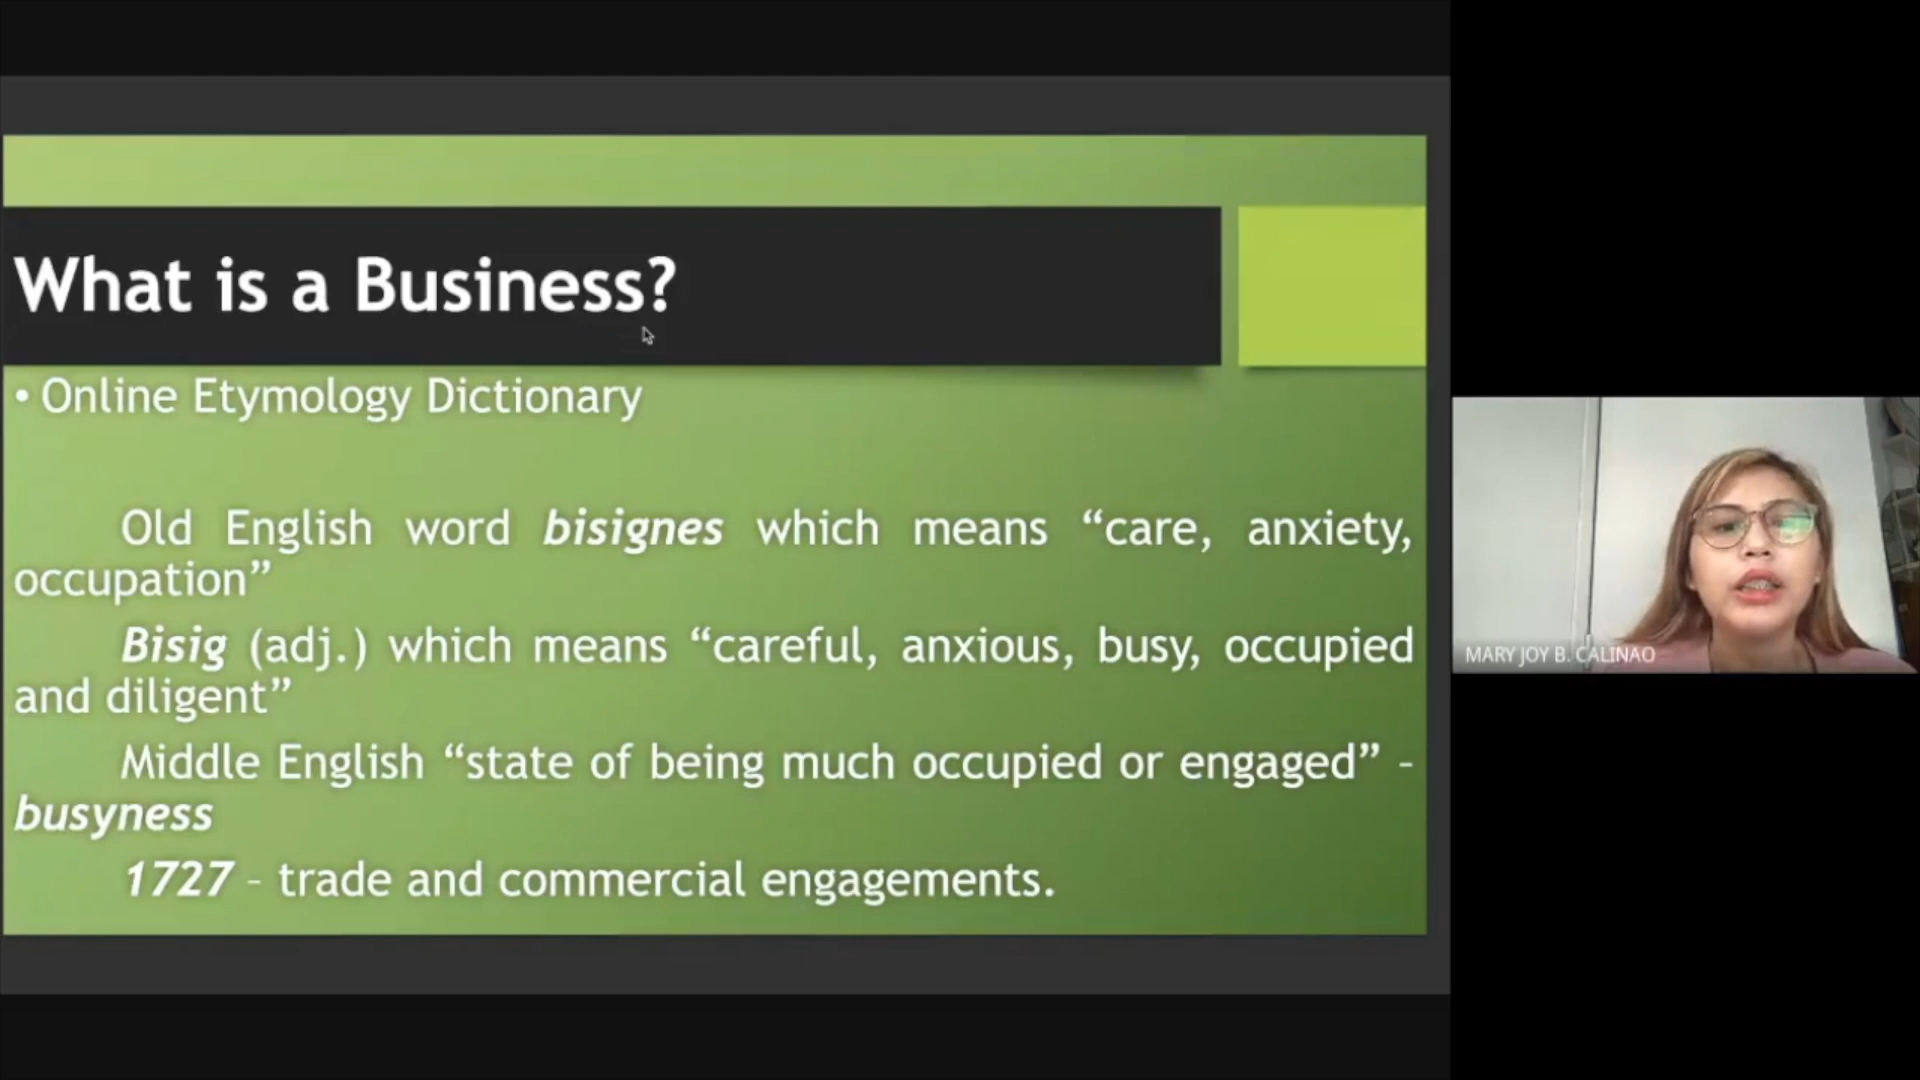 What is a Business?
• Online Etymology Dictionary
Old English word bisignes which means “care, anxiety,
occupation”
Bisig (adj.) which means “careful, anxious, busy, occupied
and diligent”
Middle English “state of being much occupied or engaged” –
busyness
1727 – trade and commercial engagements.
MARY JOY B. CALINAO